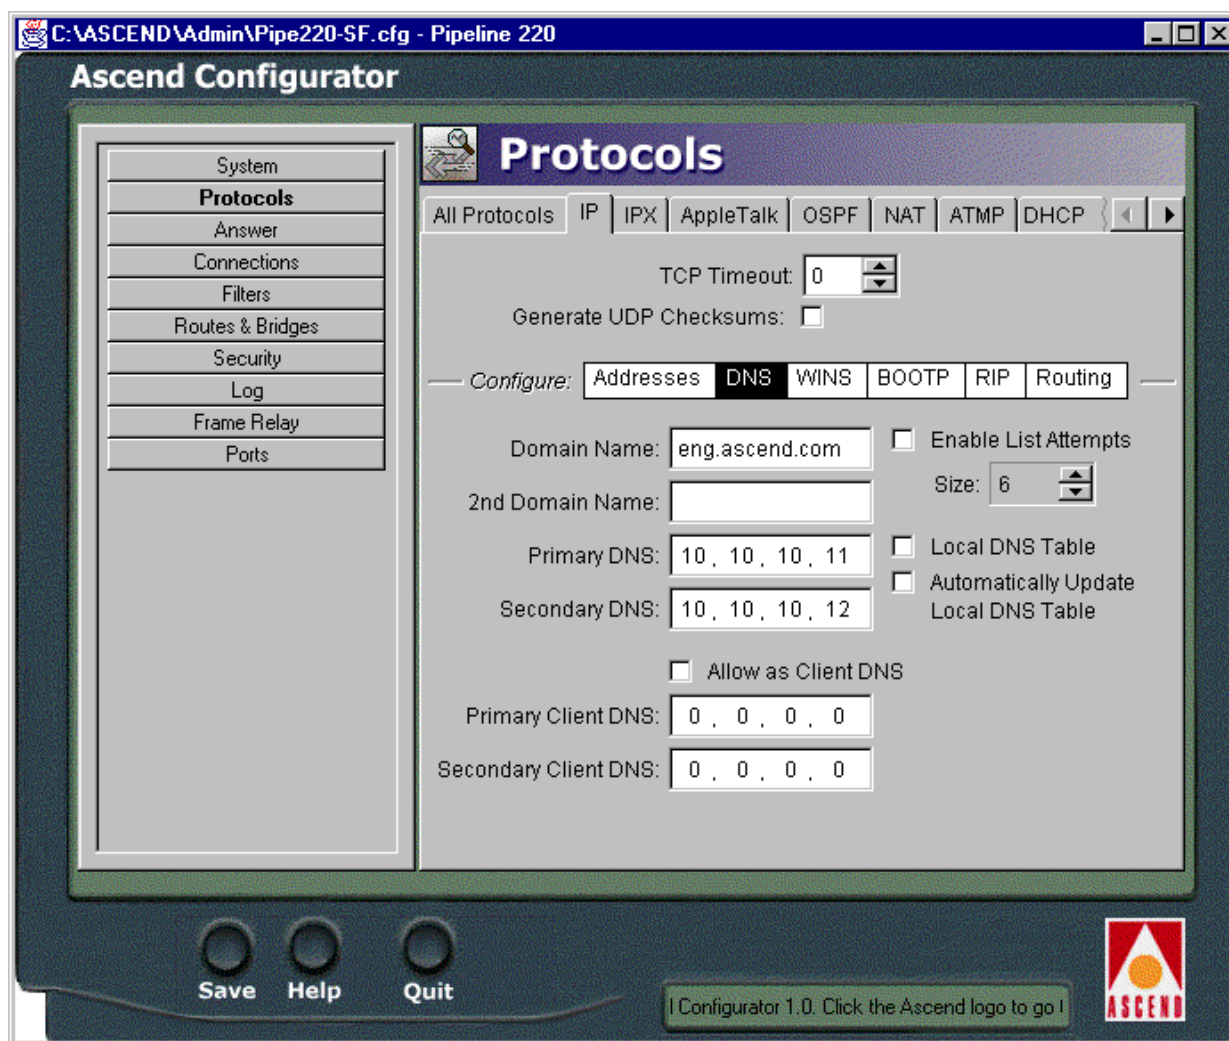 C:\ASCEND\Admin\Pipe220-SF.cfg - Pipeline 220
Ascend Configurator
System
Protocols
Answer
Connections
Filters
Routes & Bridges
Security
Log
Frame Relay
Ports
Protocols
All Protocols IP IPX AppleTalk OSPF NAT ATMP DHCP
TCP Timeout: 0
Generate UDP Checksums:
Configure: Addresses DNS WINS BOOTP RIP Routing
Domain Name: eng.ascend.com
Enable List Attempts
Size: 6
2nd Domain Name:
Primary DNS: 10 . 10 . 10 . 11
Local DNS Table
Secondary DNS: 10 . 10 . 10 . 12
Automatically Update
Local DNS Table
Allow as Client DNS
Primary Client DNS: 0 . 0 . 0 . 0
Secondary Client DNS: 0 . 0 . 0 . 0
Save Help Quit
Configurator 1.0. Click the Ascend logo to go
ASCEND